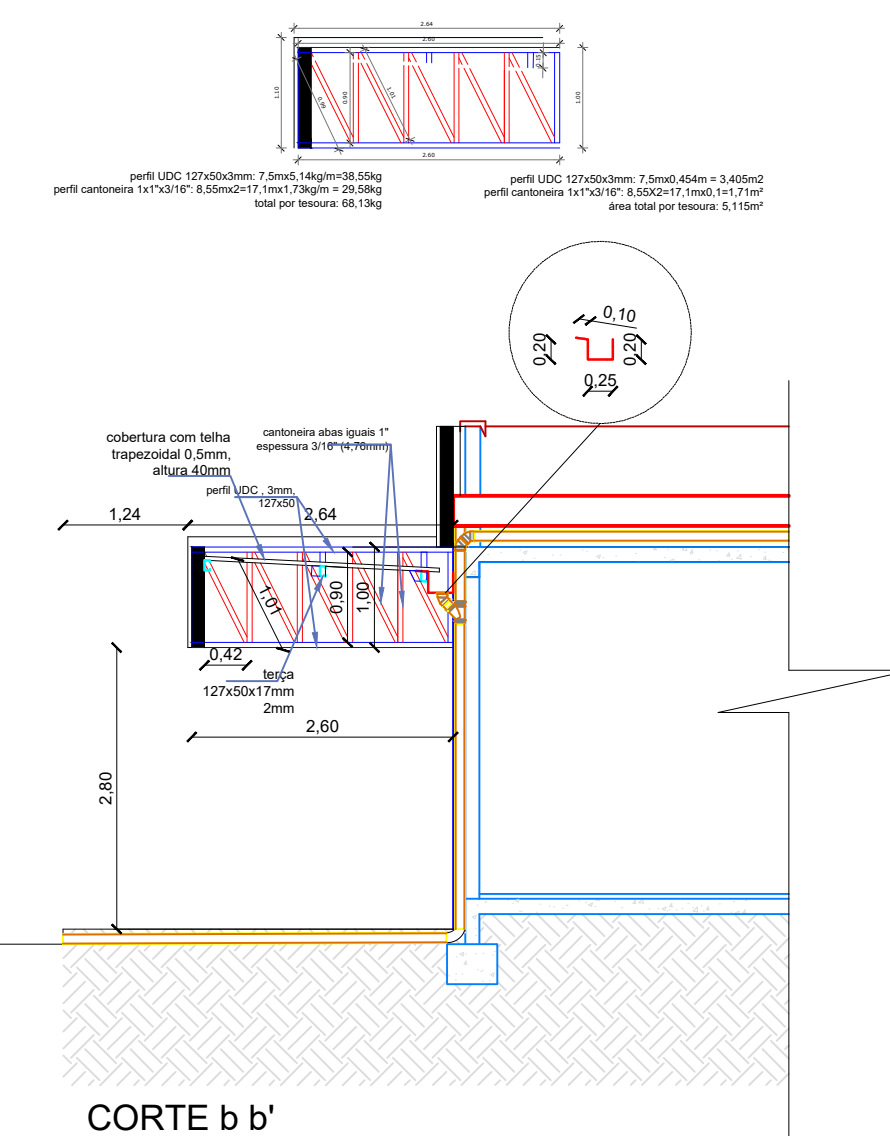 2.64
2.60
0.15
1.10
0.99
0.90
1.01
1.00
2.60
perfil UDC 127x50x3mm: 7,5mx5,14kg/m=38,55kg
perfil cantoneira 1x1"x3/16": 8,55mx2=17,1mx1,73kg/m = 29,58kg
total por tesoura: 68,13kg
perfil UDC 127x50x3mm: 7,5mx0,454m = 3,405m2
perfil cantoneira 1x1"x3/16": 8,55X2=17,1mx0,1=1,71m²
área total por tesoura: 5,115m²
0,10
0,20
0,20
0,25
cobertura com telha
trapezoidal 0,5mm,
altura 40mm
cantoneira abas iguais 1"
espessura 3/16" (4,76mm)
perfil UDC , 3mm,
127x50
1,24
2,64
1,01
0,90
1,00
0,42
terça
127x50x17mm
2mm
2,60
2,80
CORTE b b'